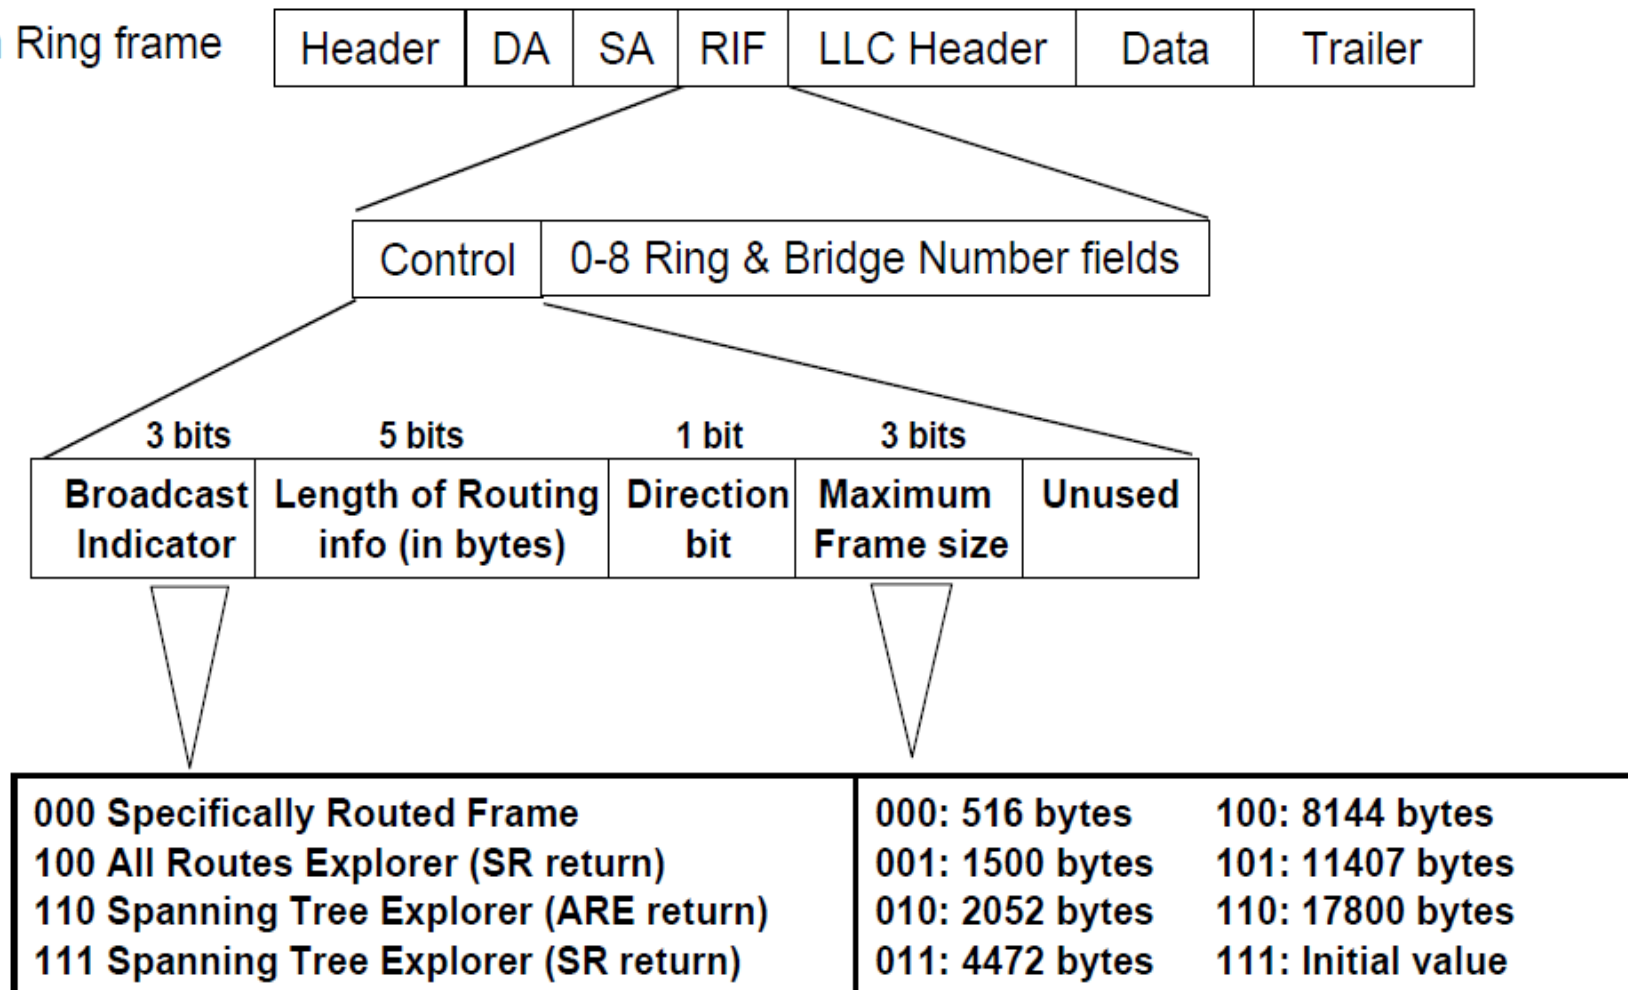 Ring frame
Header DA SA RIF LLC Header Data Trailer
Control 0-8 Ring & Bridge Number fields
3 bits 5 bits 1 bit 3 bits
Broadcast Length of Routing Direction Maximum Unused
Indicator info (in bytes) bit Frame size
000 Specifically Routed Frame 000: 516 bytes 100: 8144 bytes
100 All Routes Explorer (SR return) 001: 1500 bytes 101: 11407 bytes
110 Spanning Tree Explorer (ARE return) 010: 2052 bytes 110: 17800 bytes
111 Spanning Tree Explorer (SR return) 011: 4472 bytes 111: Initial value